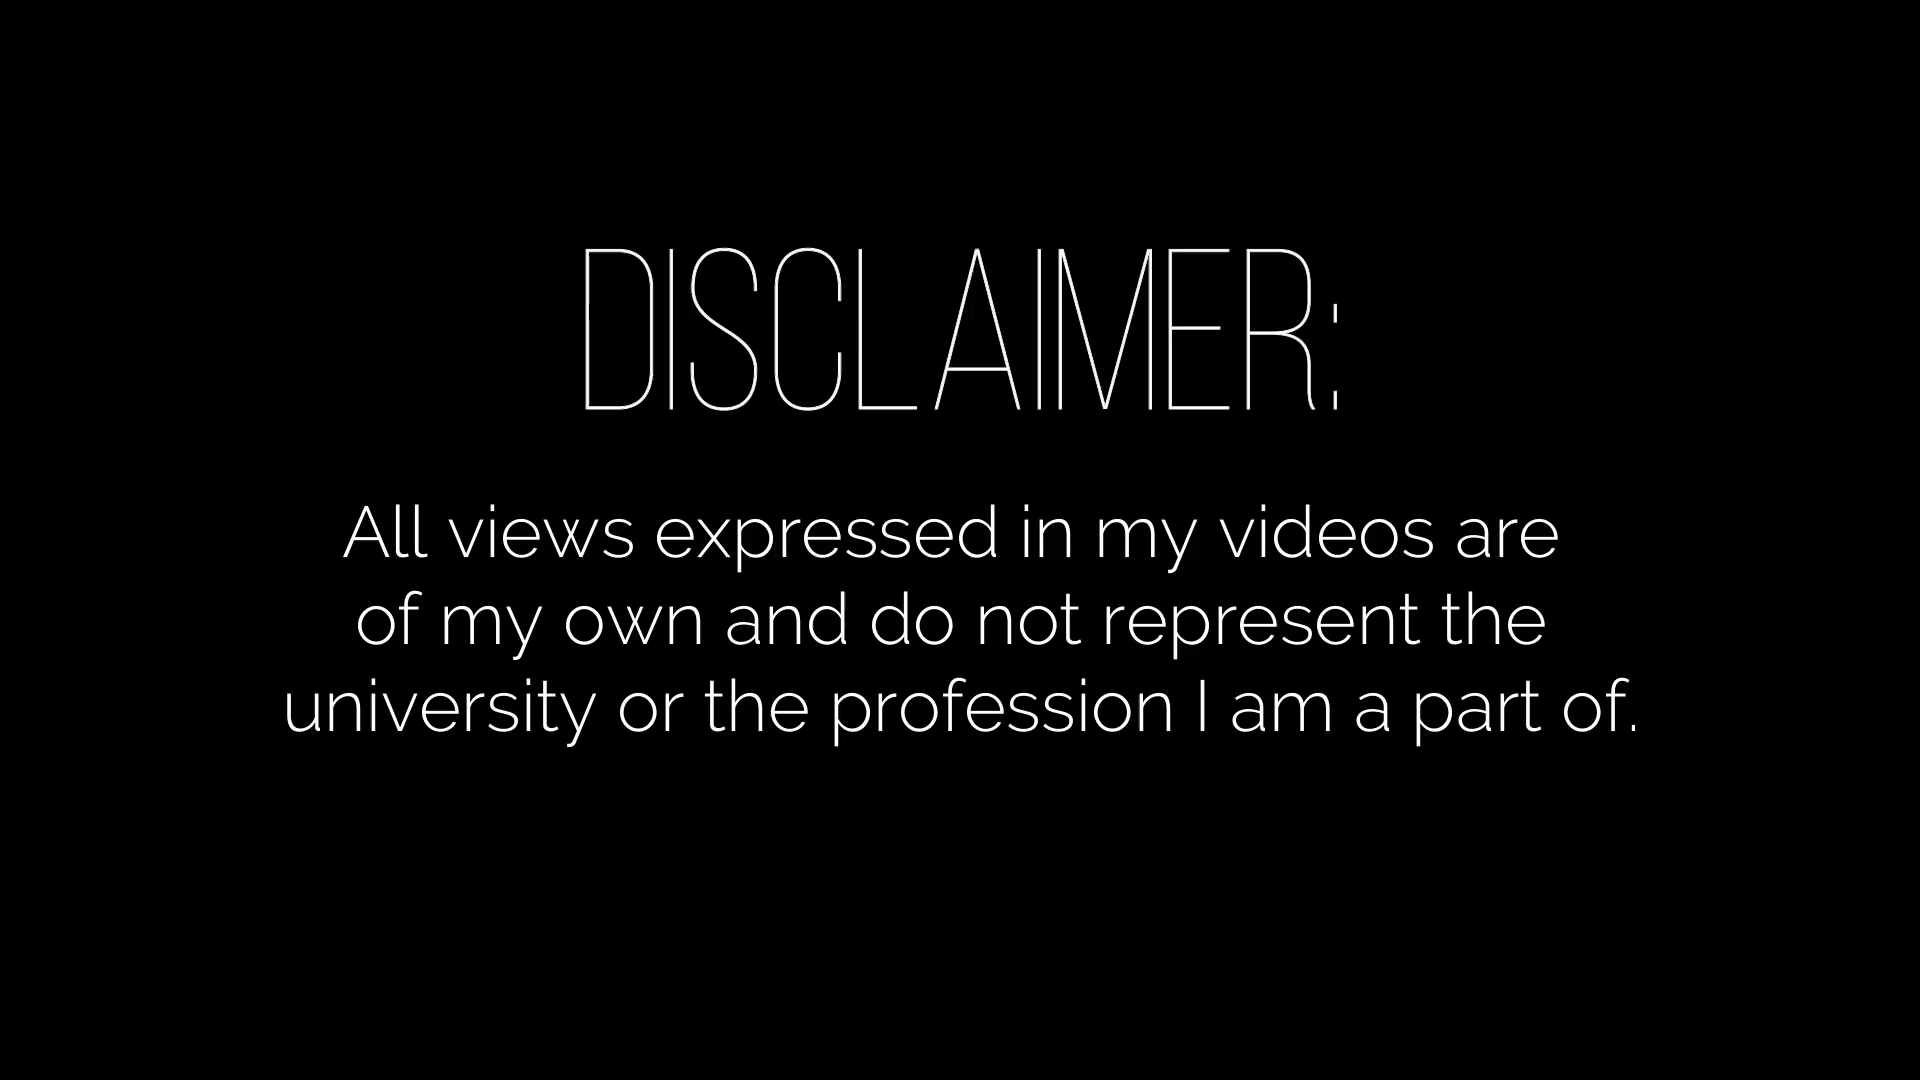 DISCLAIMER:
All views expressed in my videos are
of my own and do not represent the
university or the profession I am a part of.